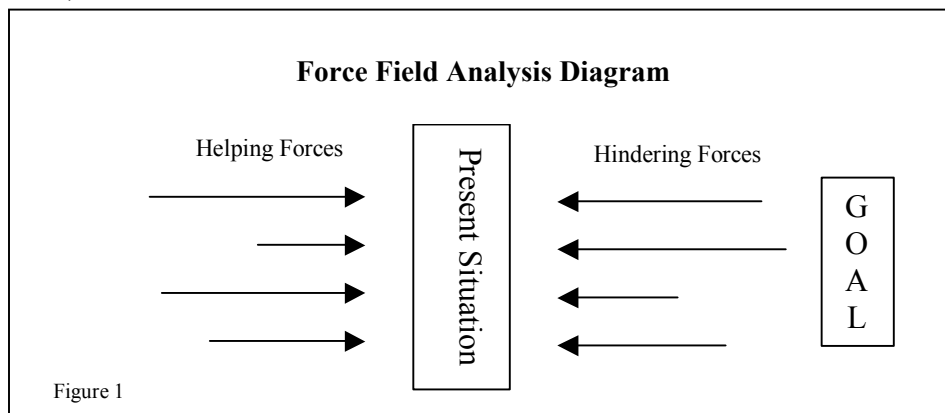 Force Field Analysis Diagram
Helping Forces
Present Situation
Hindering Forces
GOAL
Figure 1